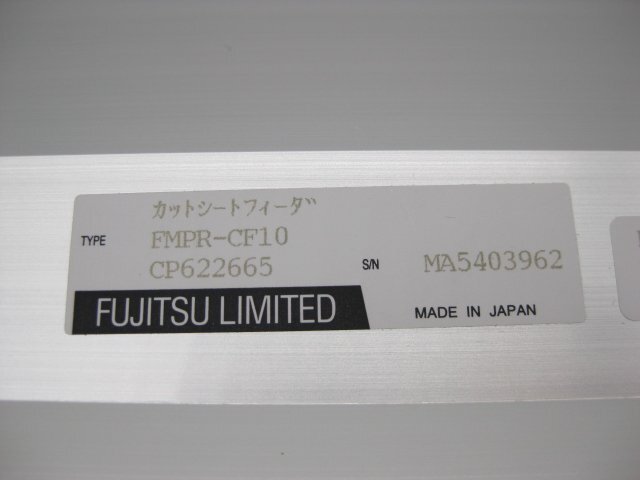 カットシートフィーダ
TYPE FMPR-CF10
CP622665 S/N MA5403962
FUJITSU LIMITED MADE IN JAPAN